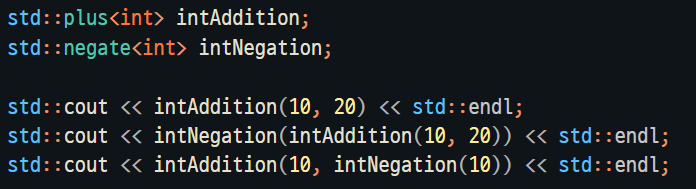 std::plus<int> intAddition;
std::negate<int> intNegation;
std::cout << intAddition(10, 20) << std::endl;
std::cout << intNegation(intAddition(10, 20)) << std::endl;
std::cout << intAddition(10, intNegation(10)) << std::endl;